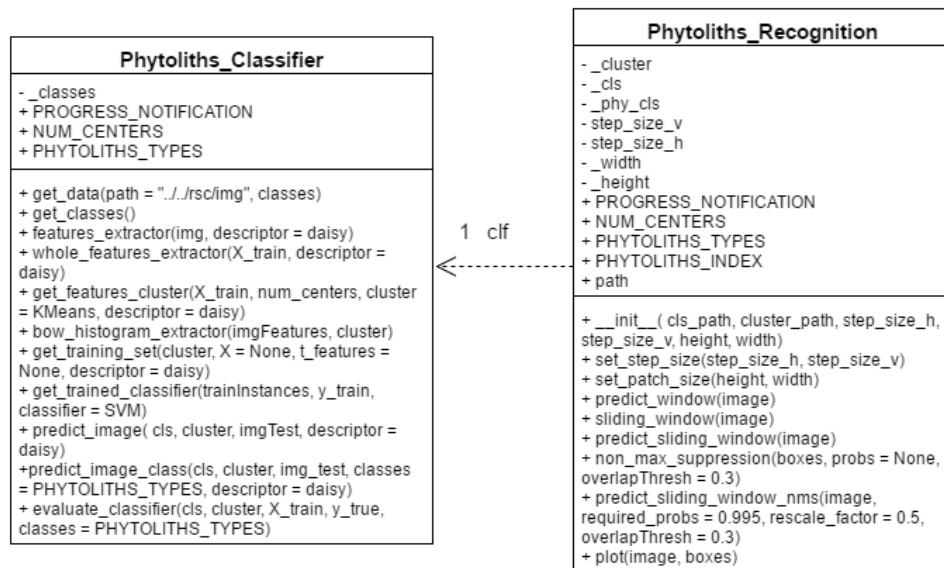 Phytoliths_Classifier
- _classes
+ PROGRESS_NOTIFICATION
+ NUM_CENTERS
+ PHYTOLITHS_TYPES
+ get_data(path = "../../rsc/img", classes)
+ get_classes()
+ features_extractor(img, descriptor = daisy)
+ whole_features_extractor(X_train, descriptor =
daisy)
+ get_features_cluster(X_train, num_centers, cluster
= KMeans, descriptor = daisy)
+ bow_histogram_extractor(imgFeatures, cluster)
+ get_training_set(cluster, X = None, t_features =
None, descriptor = daisy)
+ get_trained_classifier(trainInstances, y_train,
classifier = SVM)
+ predict_image( cls, cluster, imgTest, descriptor =
daisy)
+predict_image_class(cls, cluster, img_test, classes
= PHYTOLITHS_TYPES, descriptor = daisy)
+ evaluate_classifier(cls, cluster, X_train, y_true,
classes = PHYTOLITHS_TYPES)
1 clf
Phytoliths_Recognition
- _cluster
- _cls
- _phy_cls
- step_size_v
- step_size_h
- _width
- _height
+ PROGRESS_NOTIFICATION
+ NUM_CENTERS
+ PHYTOLITHS_TYPES
+ PHYTOLITHS_INDEX
+ path
+ __init__( cls_path, cluster_path, step_size_h,
step_size_v, height, width)
+ set_step_size(step_size_h, step_size_v)
+ set_patch_size(height, width)
+ predict_window(image)
+ sliding_window(image)
+ predict_sliding_window(image)
+ non_max_suppression(boxes, probs = None,
overlapThresh = 0.3)
+ predict_sliding_window_nms(image,
required_probs = 0.995, rescale_factor = 0.5,
overlapThresh = 0.3)
+ plot(image, boxes)